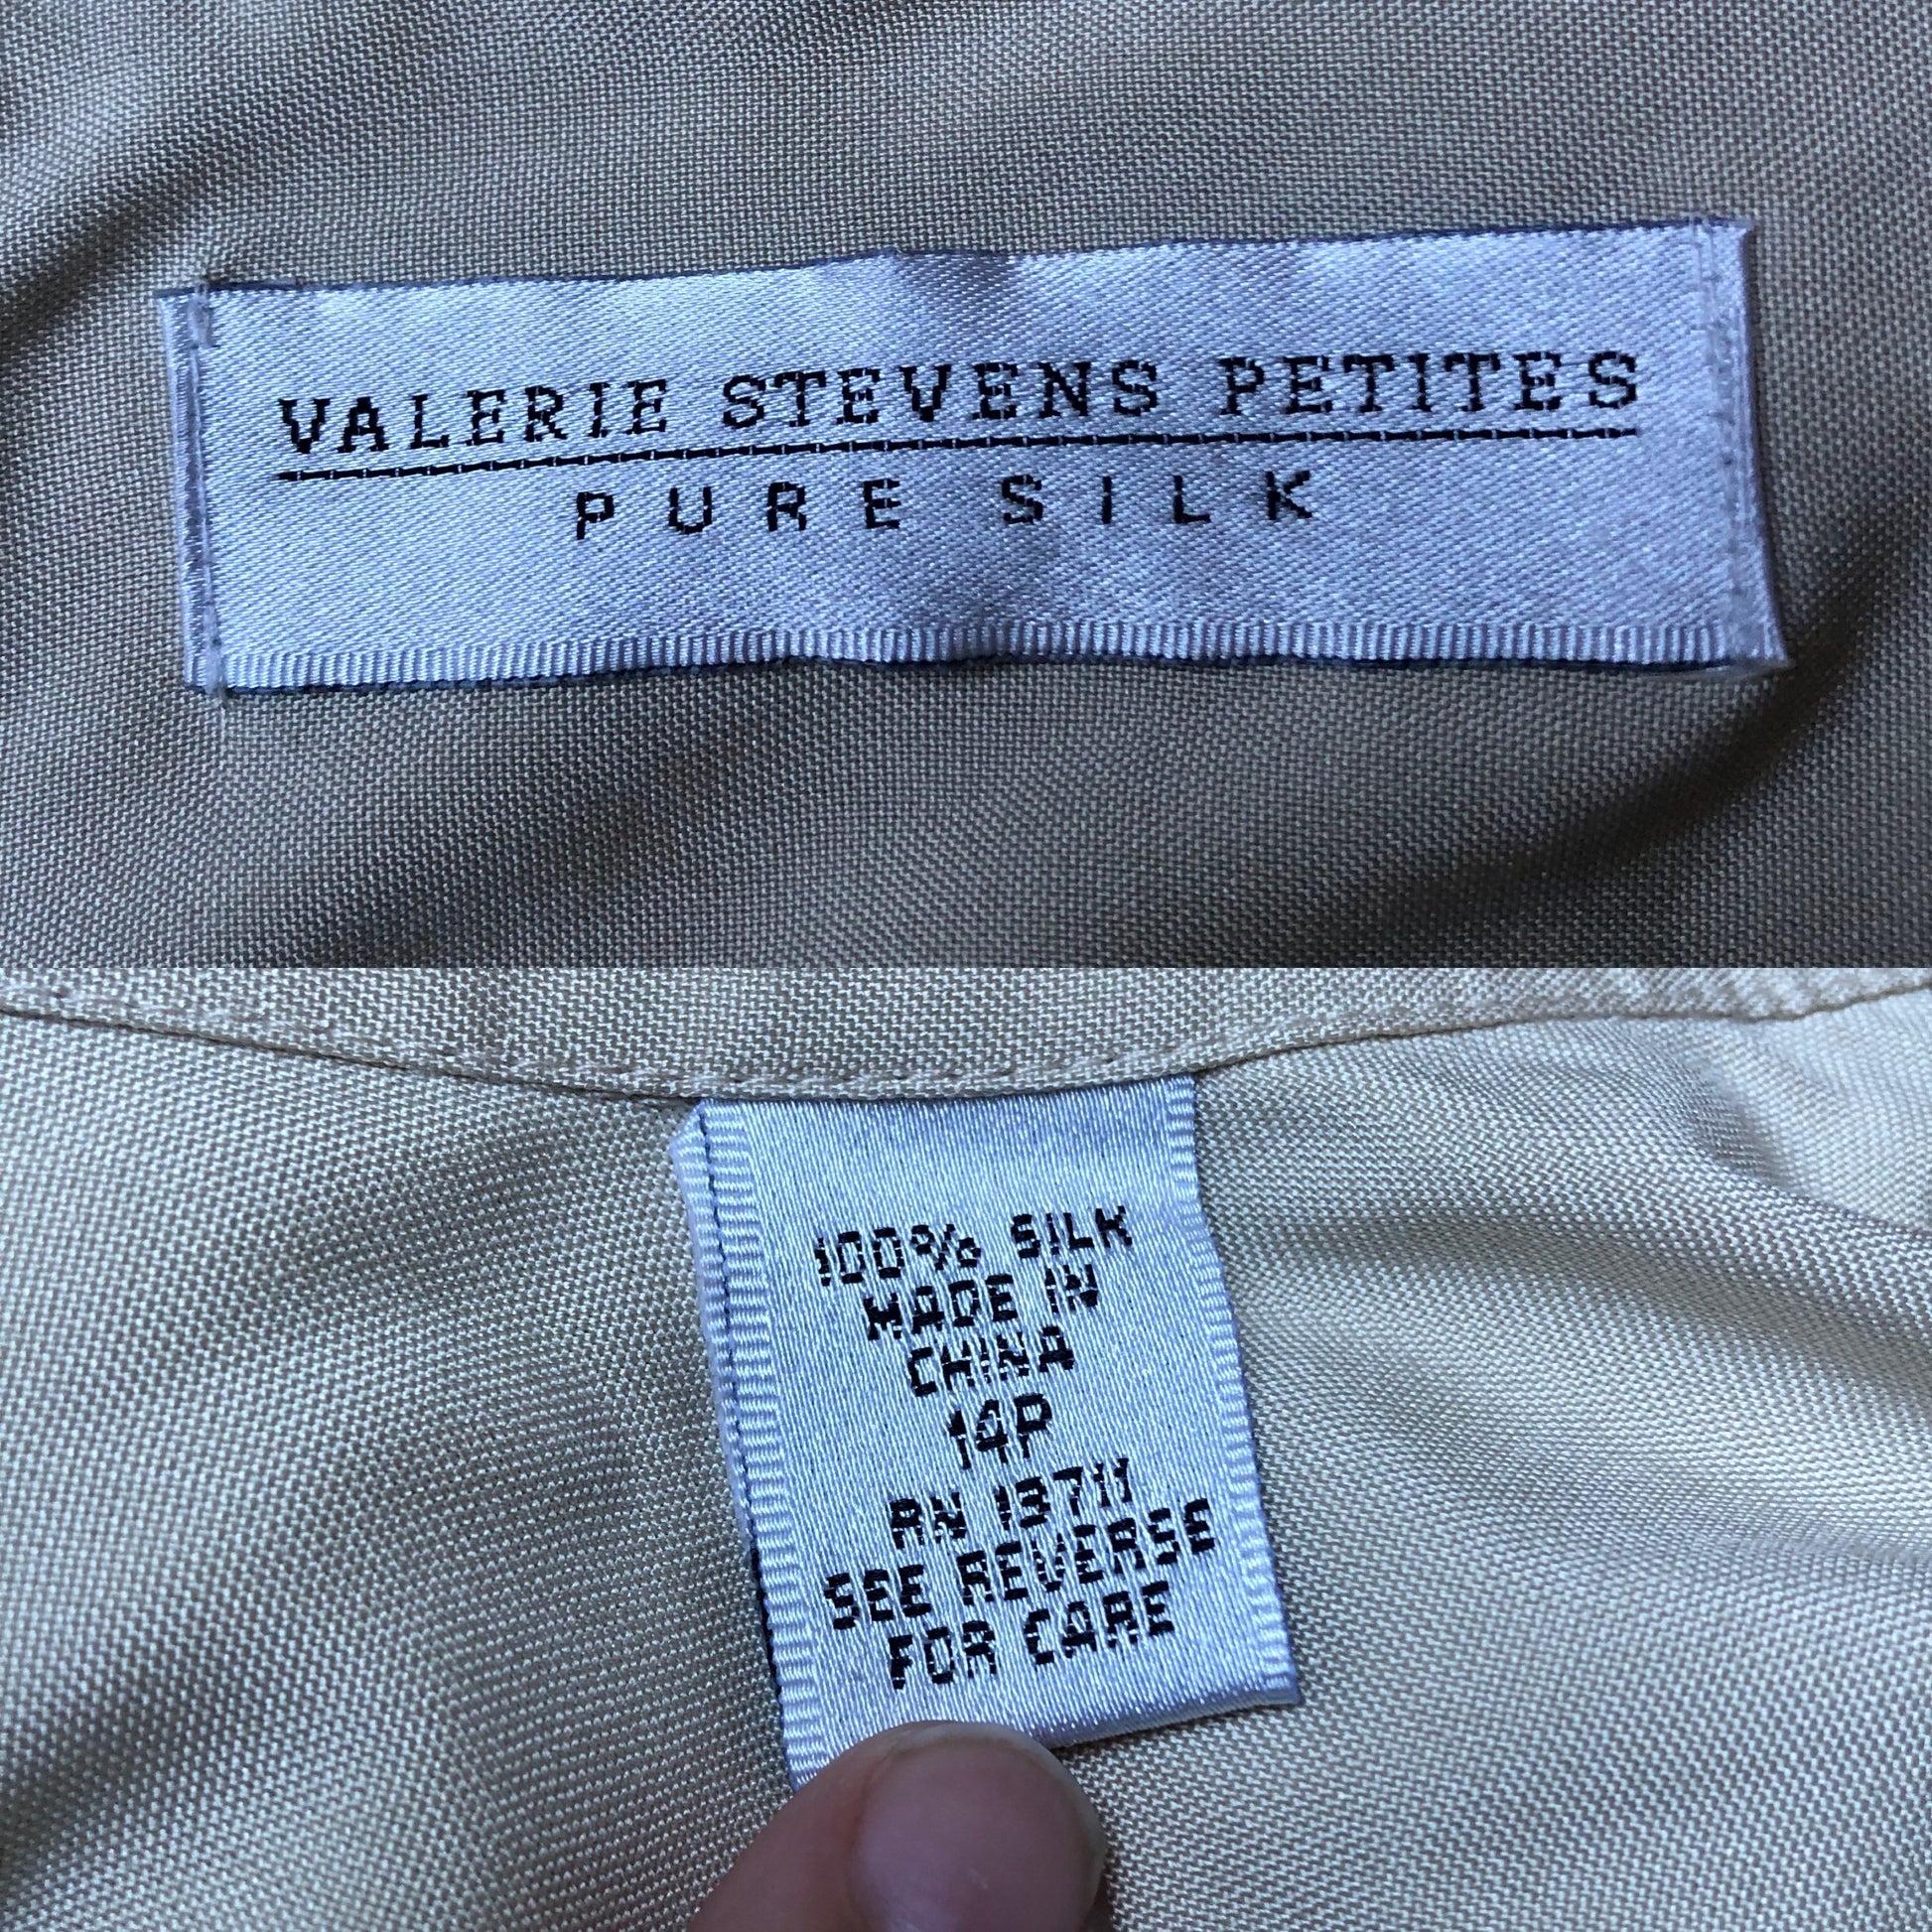 VALERIE STEVENS PETITES
PURE SILK
100% SILK
MADE IN
CHINA
14P
RN 13711
SEE REVERSE
FOR CARE